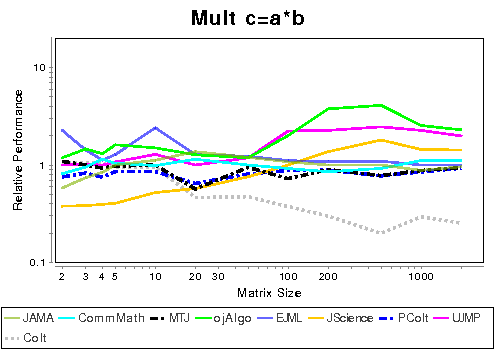 Mult c=a*b
10
1
0.1
Relative Performance
2 3 4 5 10 20 30 100 200 1000
Matrix Size
JAMA CommMath MTJ ojAlgo EJML JScience PColt UJMP
Colt